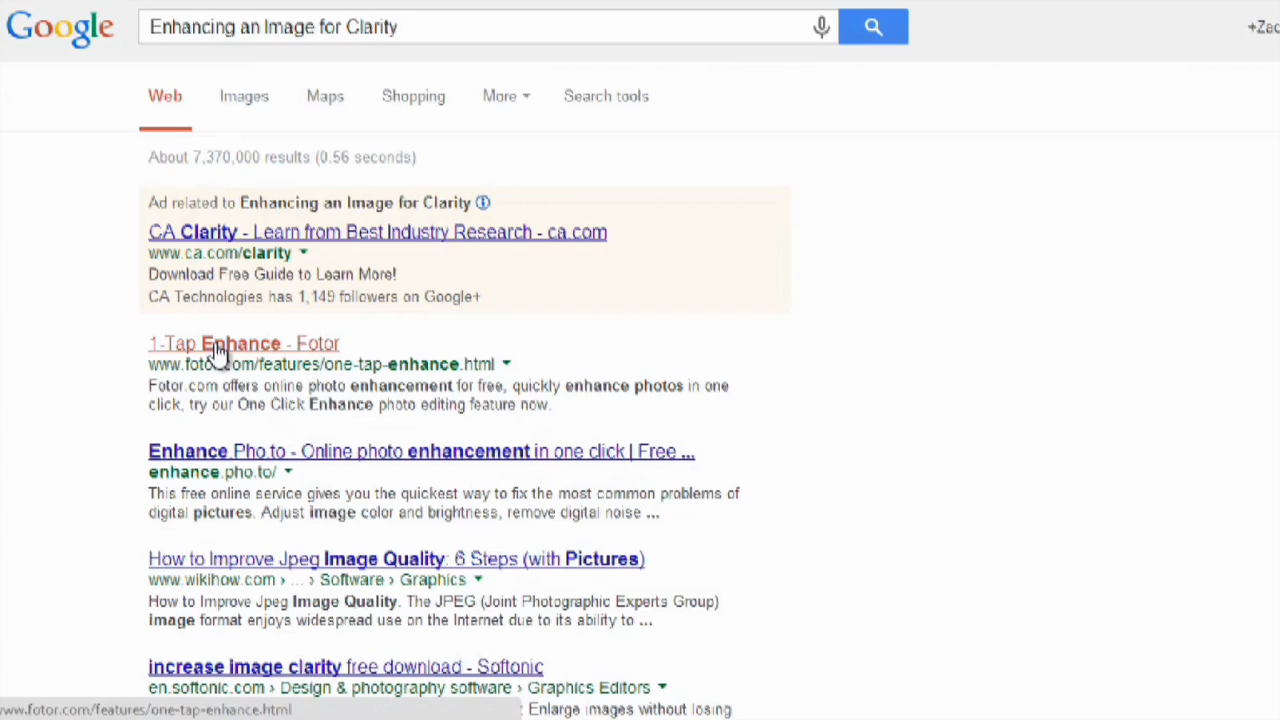 Google
Enhancing an Image for Clarity
+Zac
Web Images Maps Shopping More Search tools
About 7,370,000 results (0.56 seconds)
Ad related to Enhancing an Image for Clarity
CA Clarity - Learn from Best Industry Research - ca.com
www.ca.com/clarity
Download Free Guide to Learn More!
CA Technologies has 1,149 followers on Google+
1-Tap Enhance - Fotor
www.fotor.com/features/one-tap-enhance.html
Fotor.com offers online photo enhancement for free, quickly enhance photos in one
click, try our One Click Enhance photo editing feature now.
Enhance.Pho.to - Online photo enhancement in one click | Free ...
enhance.pho.to/
This free online service gives you the quickest way to fix the most common problems of
digital pictures. Adjust image color and brightness, remove digital noise ...
How to Improve Jpeg Image Quality: 6 Steps (with Pictures)
www.wikihow.com › ... › Software › Graphics
How to Improve Jpeg Image Quality. The JPEG (Joint Photographic Experts Group)
image format enjoys widespread use on the Internet due to its ability to ...
increase image clarity free download - Softonic
en.softonic.com › Design & photography software › Graphics Editors
: Enlarge images without losing
www.fotor.com/features/one-tap-enhance.html